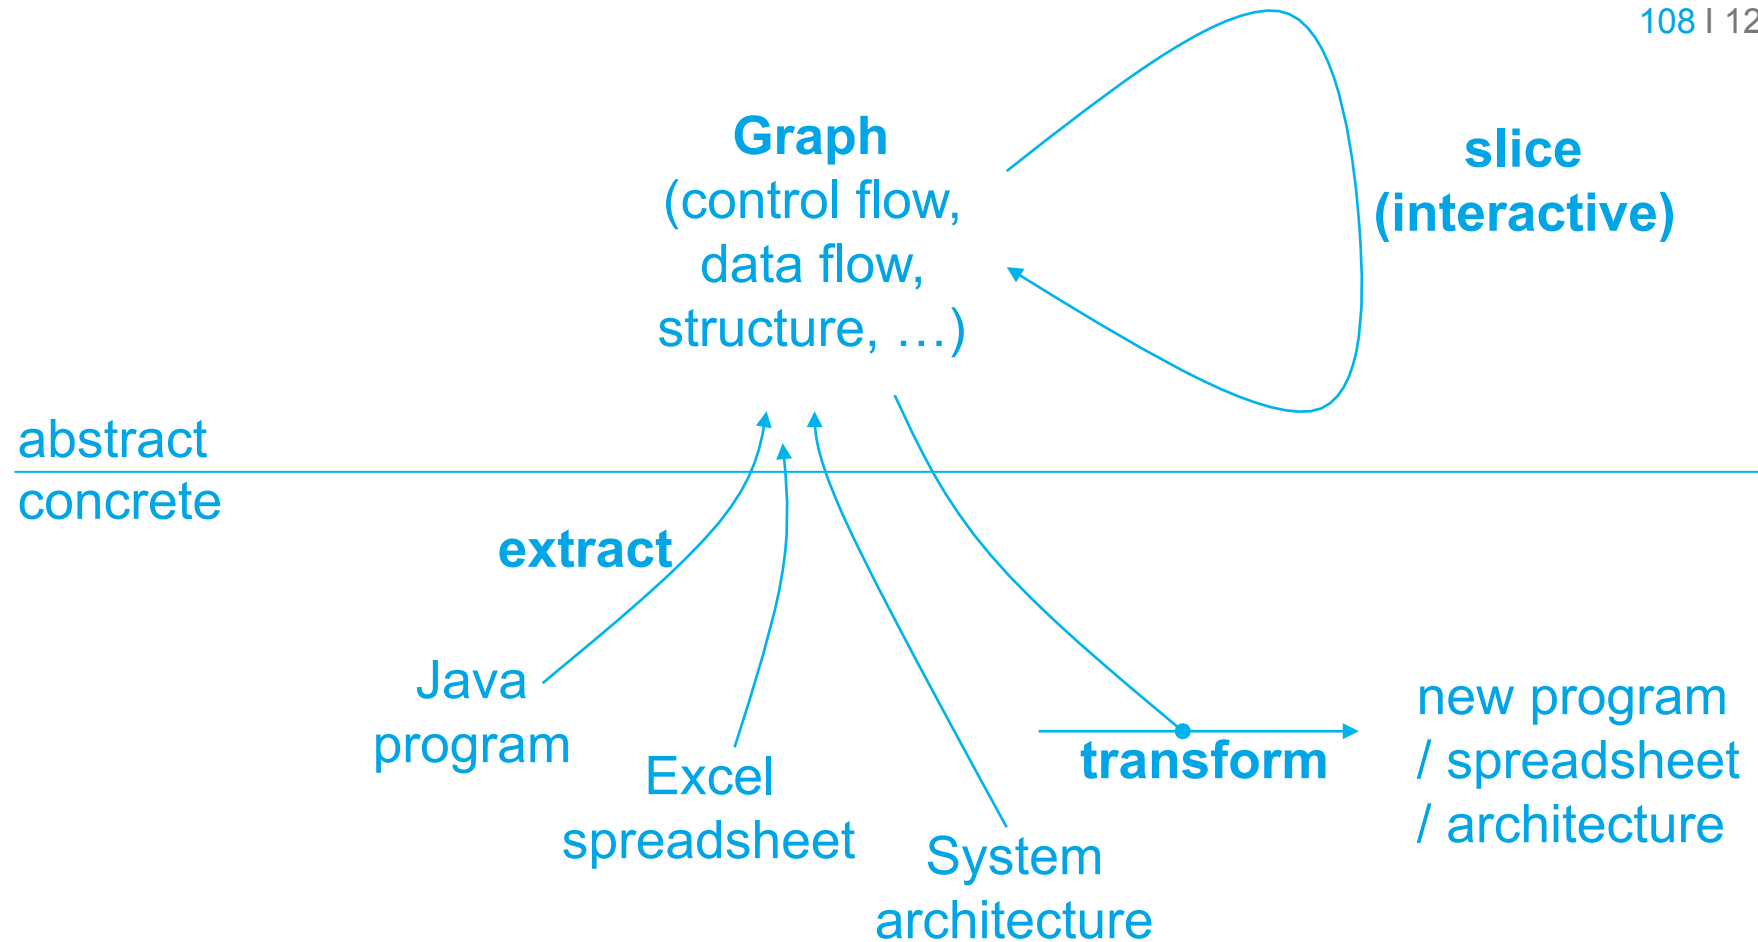 108 I 12
Graph
(control flow,
data flow,
structure, …)
slice
(interactive)
abstract
concrete
extract
Java
program
Excel
spreadsheet
System
architecture
transform
new program
/ spreadsheet
/ architecture